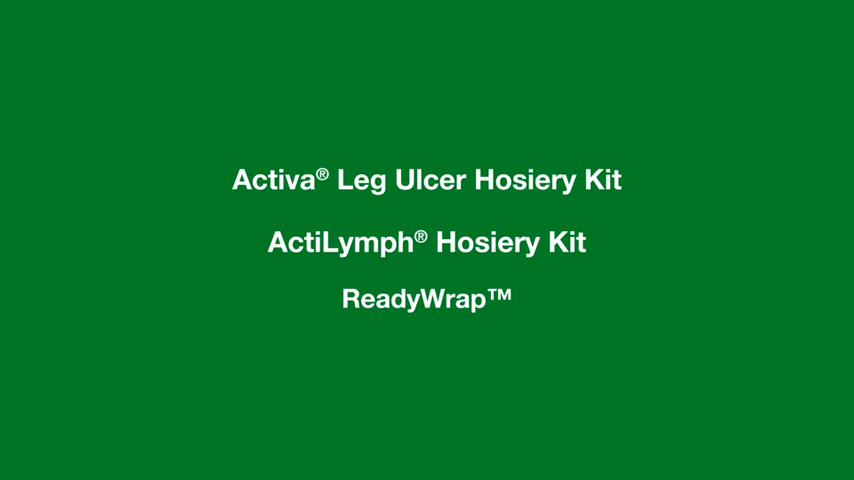 Activa® Leg Ulcer Hosiery Kit
ActiLymph® Hosiery Kit
ReadyWrap™